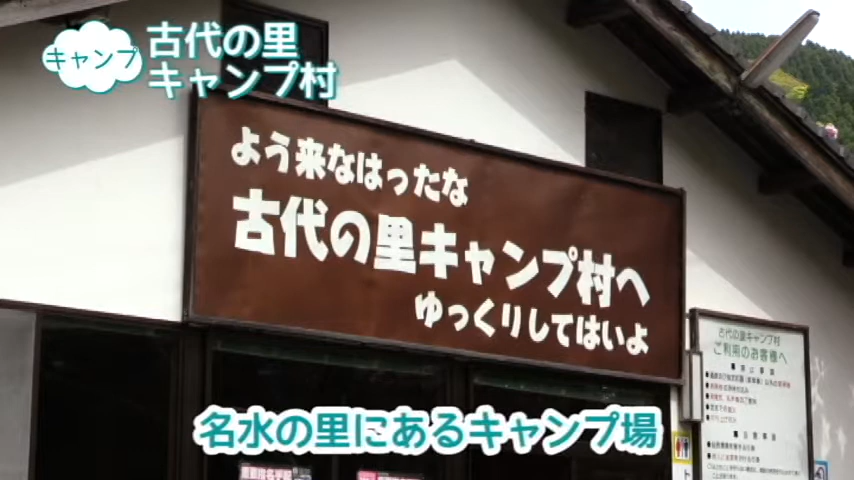 キャンプ
古代の里
キャンプ村
よう来なはったな
古代の里キャンプ村へ
ゆっくりしてはいよ
古代の里キャンプ村
ご利用のお客様へ
名水の里にあるキャンプ場